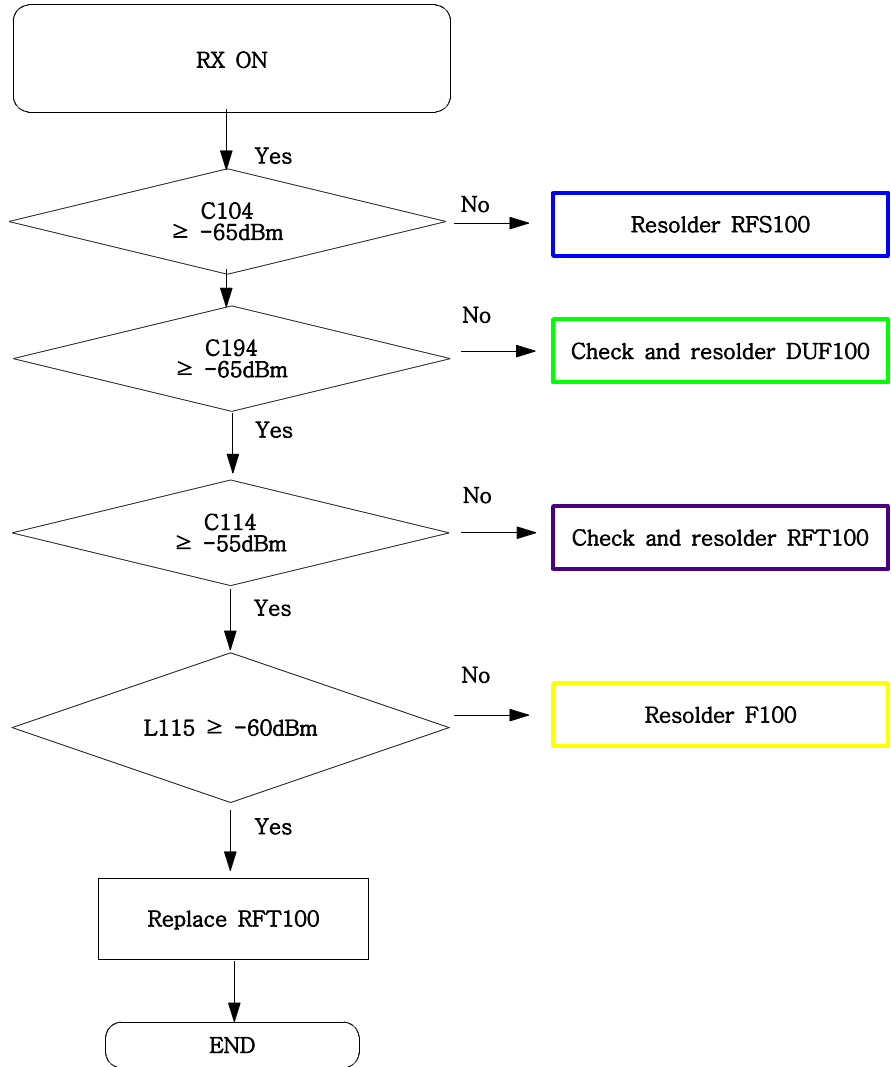 RX ON
Yes
C104
≥ -65dBm
No
Resolder RFS100
C194
≥ -65dBm
No
Check and resolder DUF100
Yes
C114
≥ -55dBm
No
Check and resolder RFT100
Yes
L115 ≥ -60dBm
No
Resolder F100
Yes
Replace RFT100
END